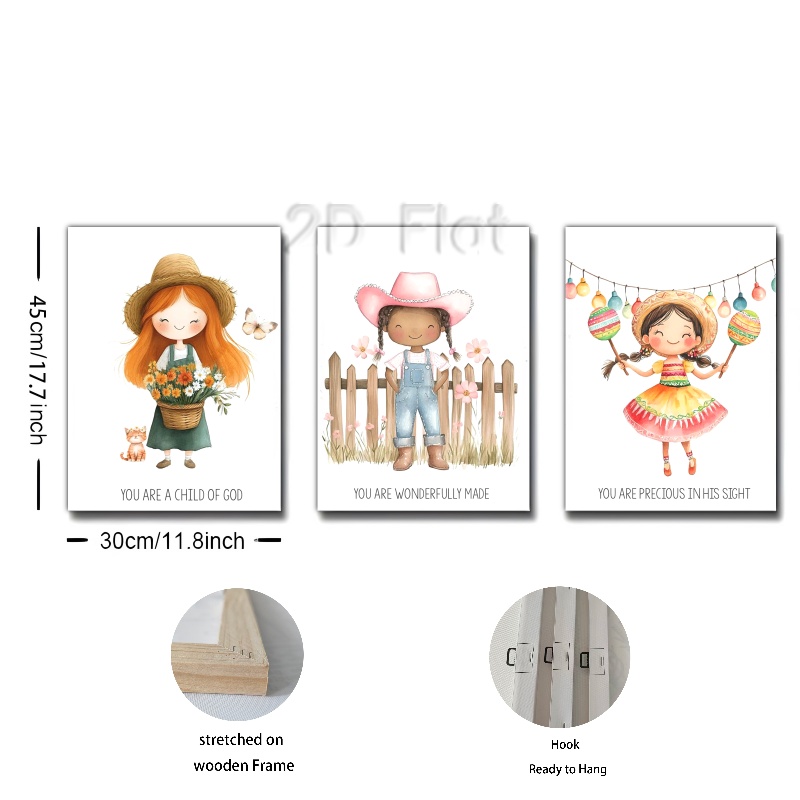 2D Flat
45cm/17.7inch
YOU ARE A CHILD OF GOD
YOU ARE WONDERFULLY MADE
YOU ARE PRECIOUS IN HIS SIGHT
30cm/11.8inch
stretched on
wooden Frame
Hook
Ready to Hang